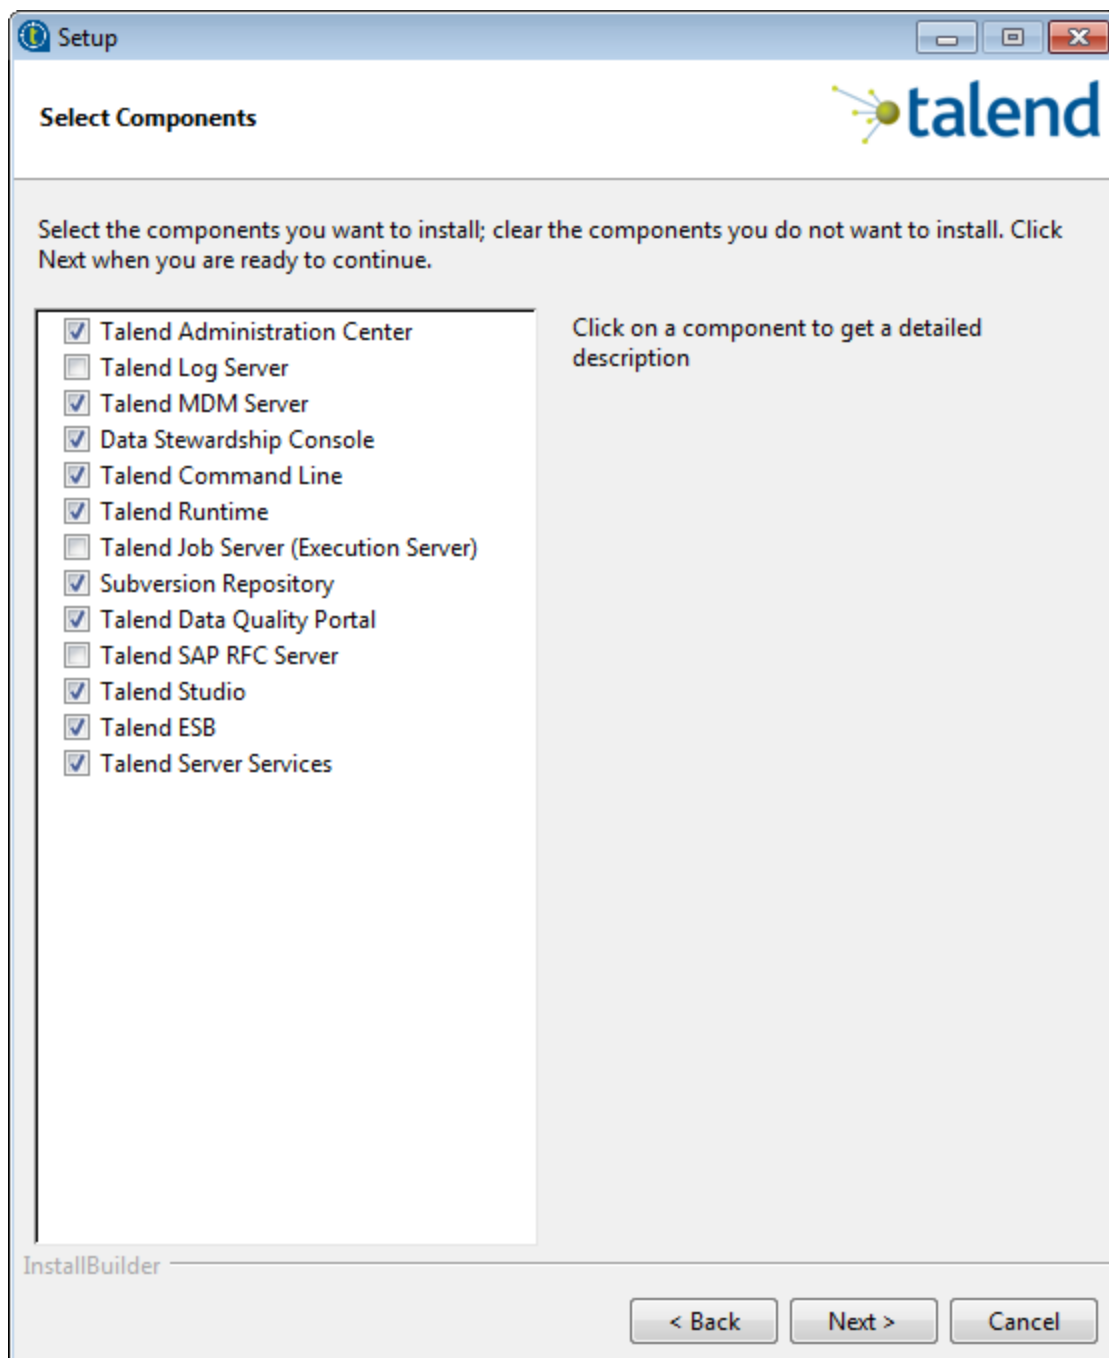 Setup
Select Components
talend
Select the components you want to install; clear the components you do not want to install. Click
Next when you are ready to continue.
Talend Administration Center
Talend Log Server
Talend MDM Server
Data Stewardship Console
Talend Command Line
Talend Runtime
Talend Job Server (Execution Server)
Subversion Repository
Talend Data Quality Portal
Talend SAP RFC Server
Talend Studio
Talend ESB
Talend Server Services
Click on a component to get a detailed
description
InstallBuilder
< Back
Next >
Cancel